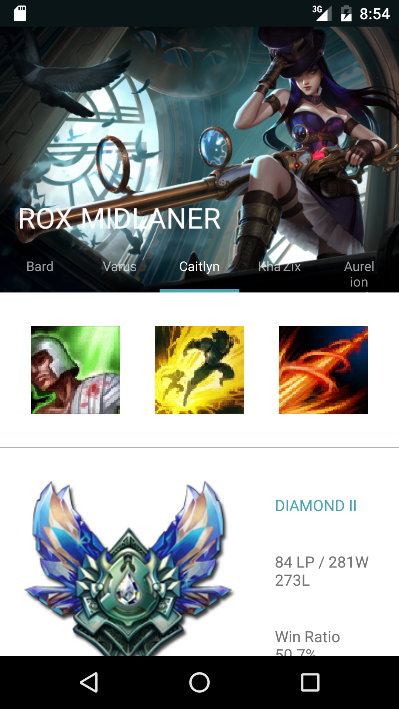 3G 8:54
ROX MIDLANER
Bard Varus Caitlyn Kha'Zix Aurel
ion
DIAMOND II
84 LP / 281W
273L
Win Ratio
50.7%